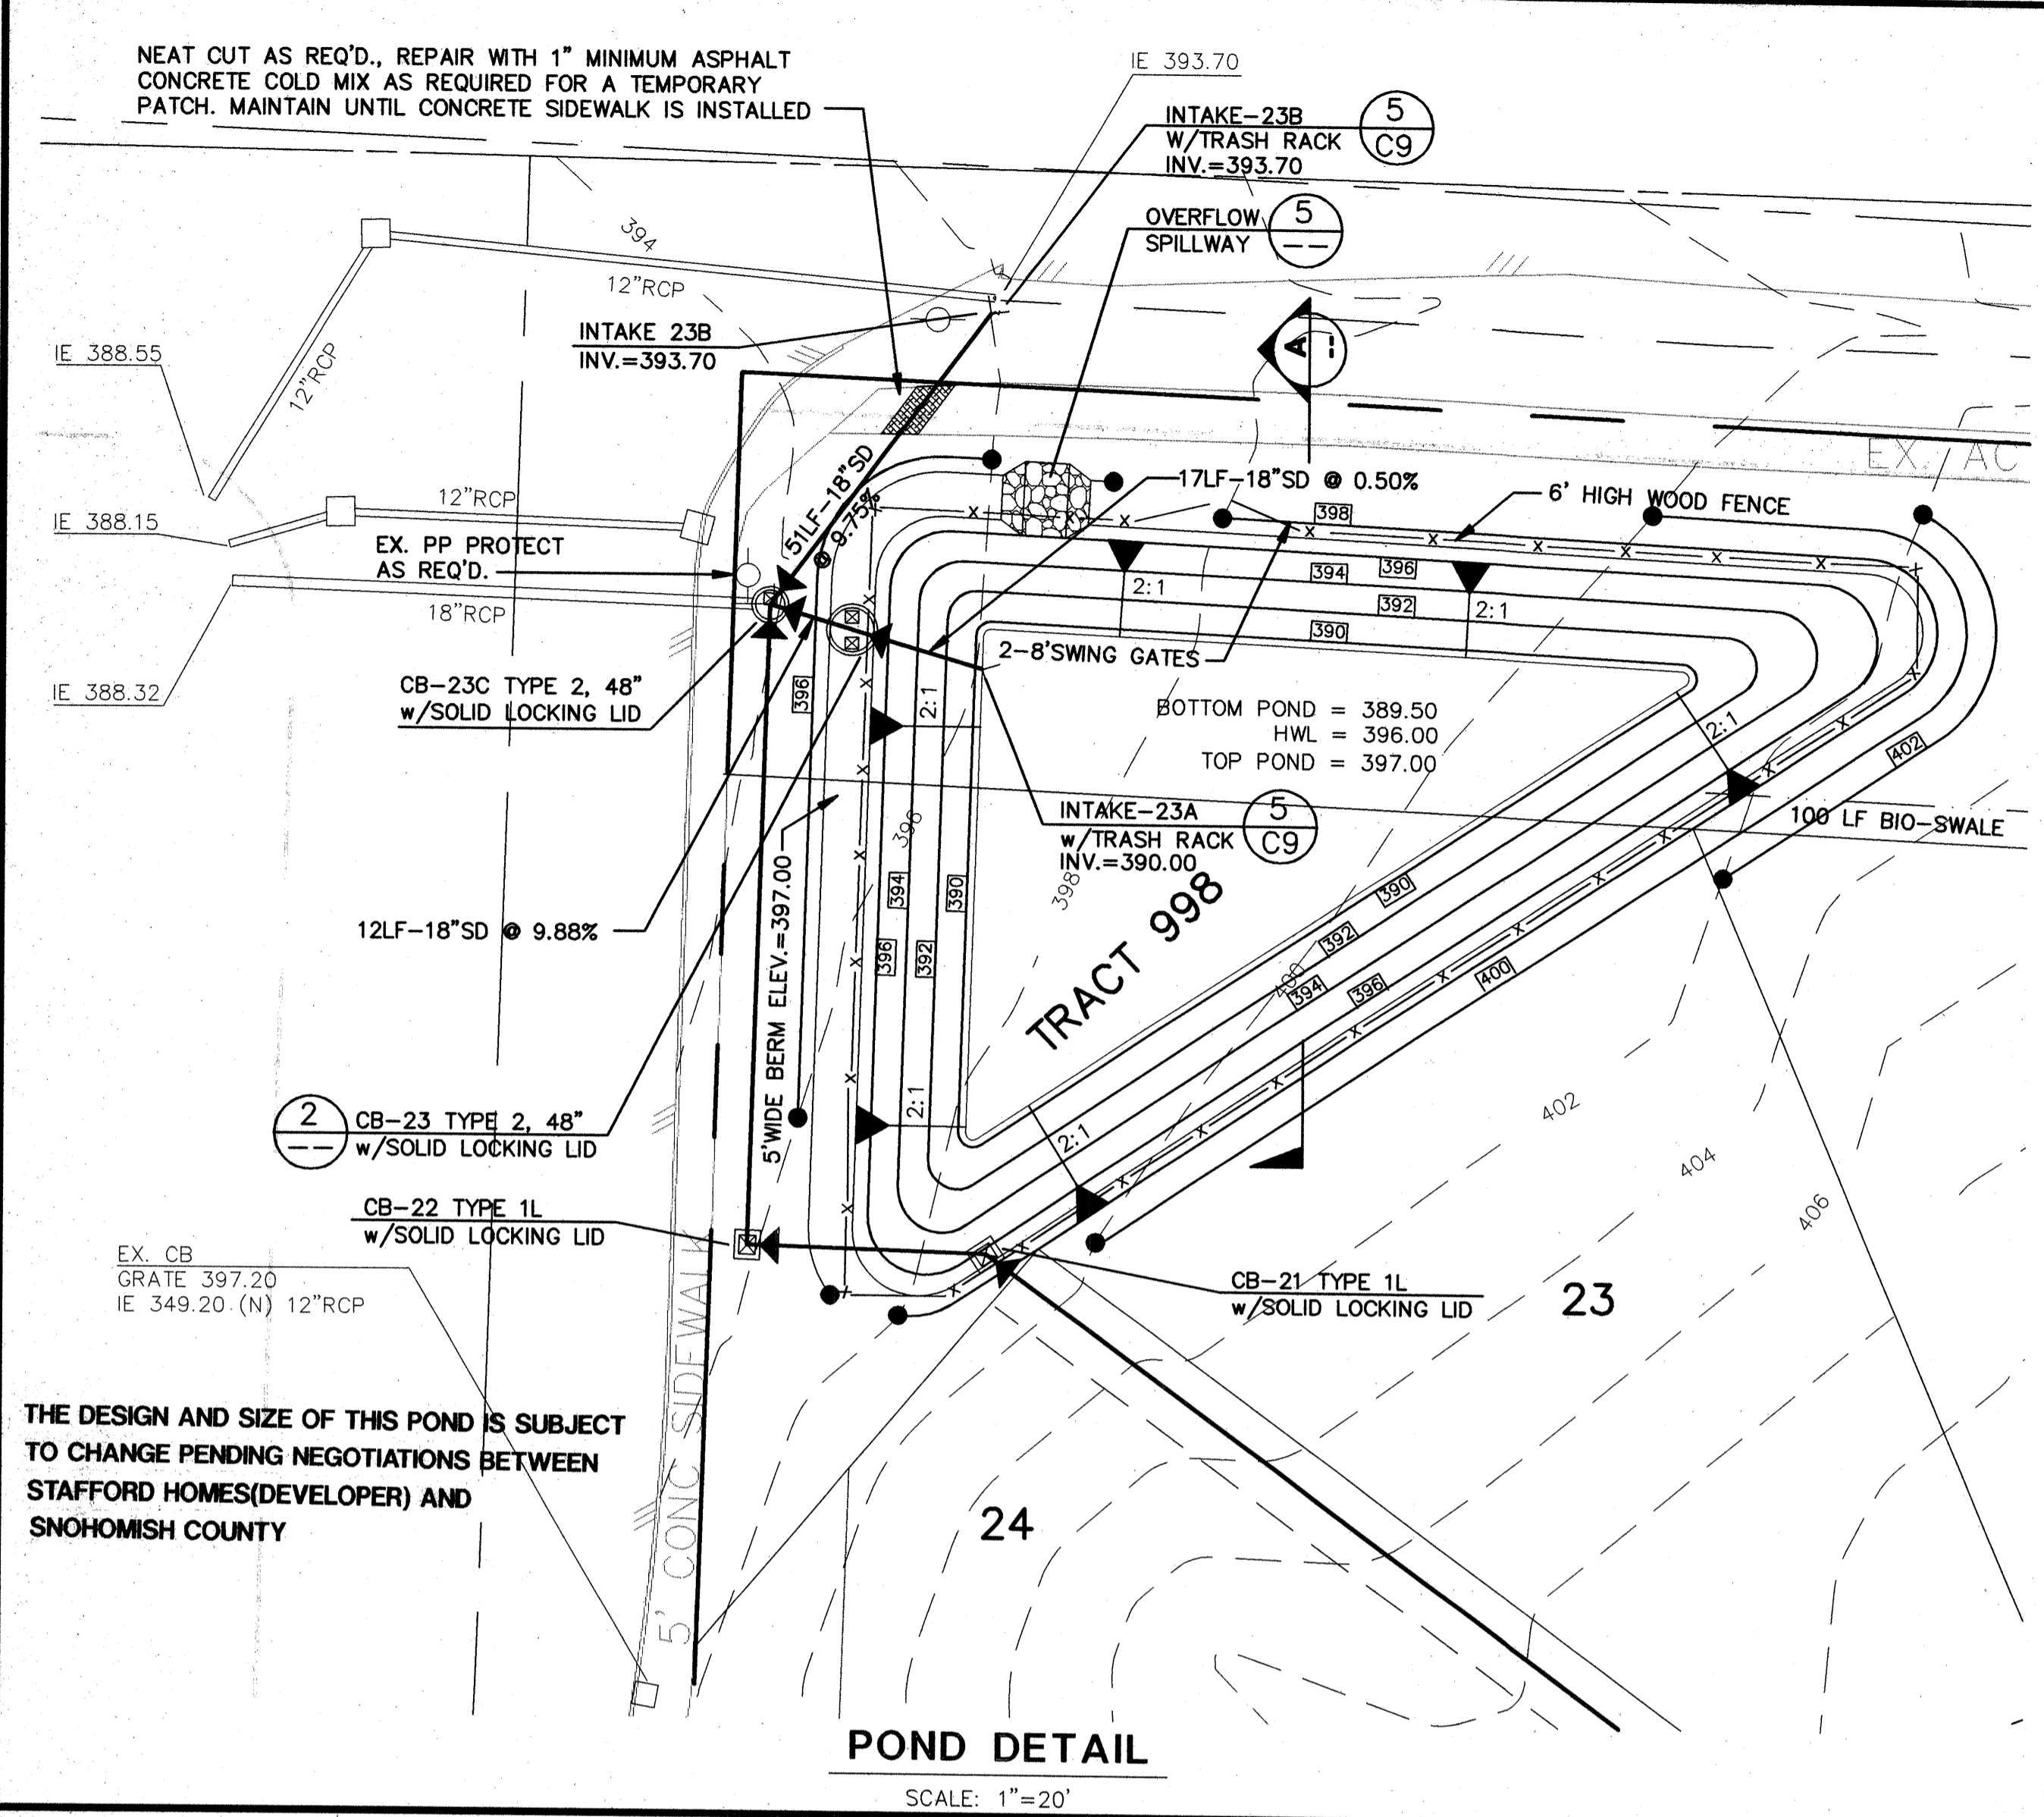 NEAT CUT AS REQ'D., REPAIR WITH 1" MINIMUM ASPHALT
CONCRETE COLD MIX AS REQUIRED FOR A TEMPORARY
PATCH. MAINTAIN UNTIL CONCRETE SIDEWALK IS INSTALLED
IE 393.70
INTAKE-23B
W/TRASH RACK
INV.=393.70
5
C9
OVERFLOW
SPILLWAY
5
--
394
12"RCP
INTAKE 23B
INV.=393.70
A
--
IE 388.55
12"RCP
EX. AC
51LF-18"SD
@ 9.75%
17LF-18"SD @ 0.50%
6' HIGH WOOD FENCE
398
12"RCP
IE 388.15
EX. PP PROTECT
AS REQ'D.
396
394
2:1
2:1
392
390
18"RCP
2-8'SWING GATES
IE 388.32
CB-23C TYPE 2, 48"
w/SOLID LOCKING LID
396
2:1
BOTTOM POND = 389.50
HWL = 396.00
TOP POND = 397.00
2:1
402
INTAKE-23A
w/TRASH RACK
INV.=390.00
5
C9
100 LF BIO-SWALE
396
398
394
390
390
12LF-18"SD @ 9.88%
5'WIDE BERM ELEV.=397.00
TRACT 998
396
392
392
400
394
396
400
2
--
CB-23 TYPE 2, 48"
w/SOLID LOCKING LID
2:1
2:1
402
404
406
CB-22 TYPE 1L
w/SOLID LOCKING LID
EX. CB
GRATE 397.20
IE 349.20 (N) 12"RCP
CB-21 TYPE 1L
w/SOLID LOCKING LID
23
5' CONC SIDEWALK
THE DESIGN AND SIZE OF THIS POND IS SUBJECT
TO CHANGE PENDING NEGOTIATIONS BETWEEN
STAFFORD HOMES(DEVELOPER) AND
SNOHOMISH COUNTY
24
POND DETAIL
SCALE: 1"=20'